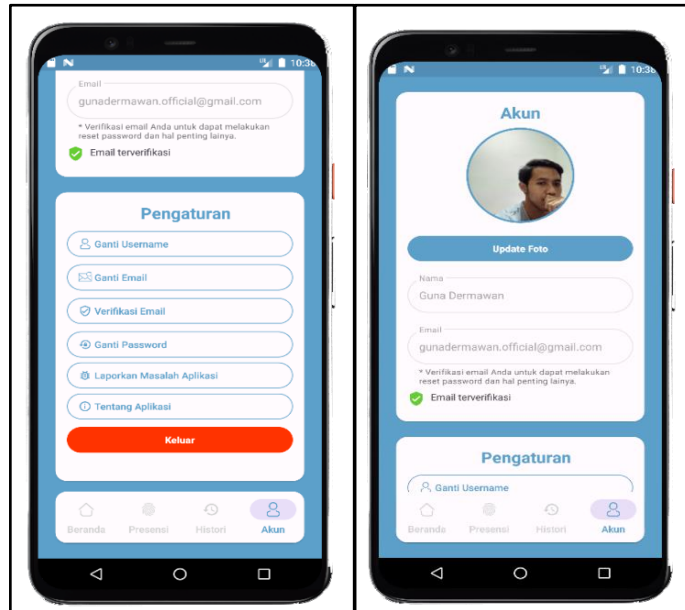 10:38
Email
gunadermawan.official@gmail.com
* Verifikasi email Anda untuk dapat melakukan
reset password dan hal penting lainya.
Email terverifikasi
Pengaturan
Ganti Username
Ganti Email
Verifikasi Email
Ganti Password
Laporkan Masalah Aplikasi
Tentang Aplikasi
Keluar
Beranda Presensi Histori Akun
10:38
Akun
Update Foto
Nama
Guna Dermawan
Email
gunadermawan.official@gmail.com
* Verifikasi email Anda untuk dapat melakukan
reset password dan hal penting lainya.
Email terverifikasi
Pengaturan
Ganti Username
Beranda Presensi Histori Akun